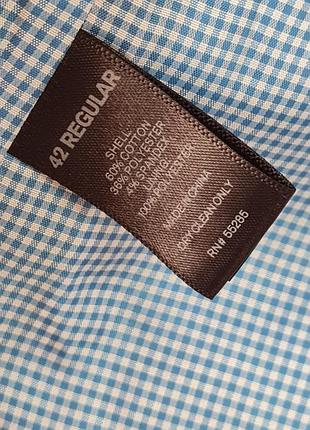 42 REGULAR
SHELL
60% COTTON
36% POLYESTER
4% SPANDEX
LINING
100% POLYESTER
MADE IN CHINA
DRY CLEAN ONLY
RN# 55285